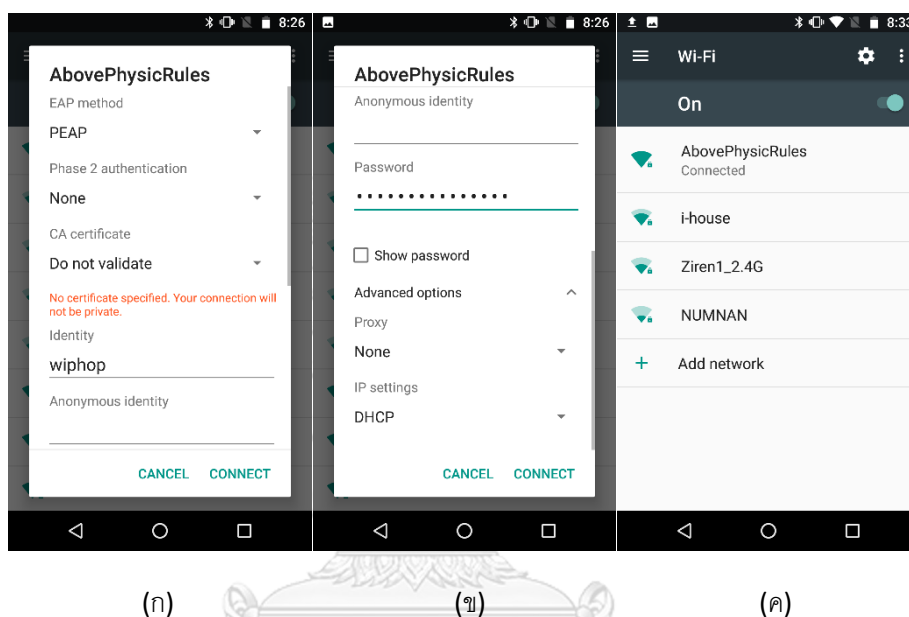 8:26
AbovePhysicRules
EAP method
PEAP
Phase 2 authentication
None
CA certificate
Do not validate
No certificate specified. Your connection will
not be private.
Identity
wiphop
Anonymous identity
CANCEL CONNECT
(ก)
8:26
AbovePhysicRules
Anonymous identity
Password
•••••••••••••••
Show password
Advanced options
Proxy
None
IP settings
DHCP
CANCEL CONNECT
(ข)
8:33
Wi-Fi
On
AbovePhysicRules
Connected
i-house
Ziren1_2.4G
NUMNAN
Add network
(ค)